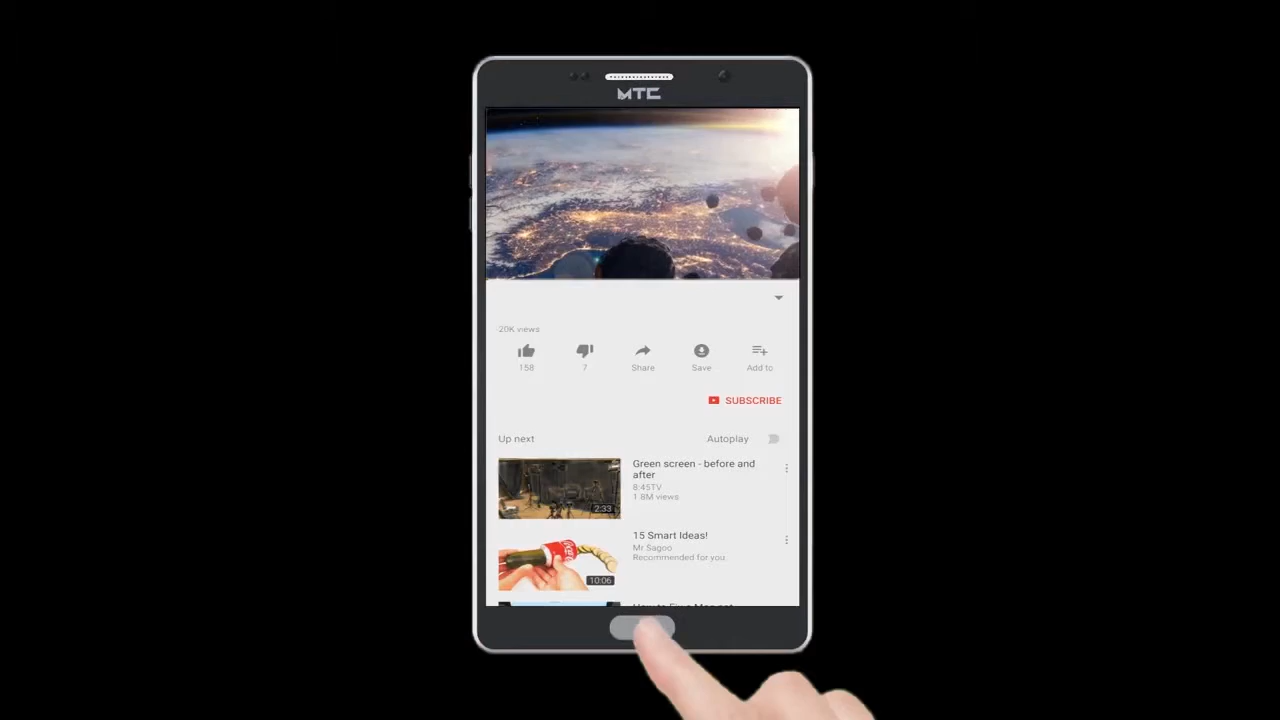 MTC
20K views
158
7
Share
Save
Add to
SUBSCRIBE
Up next
Autoplay
Green screen - before and
after
8:45TV
1.8M views
2:33
15 Smart Ideas!
Mr Sagoo
Recommended for you
10:06